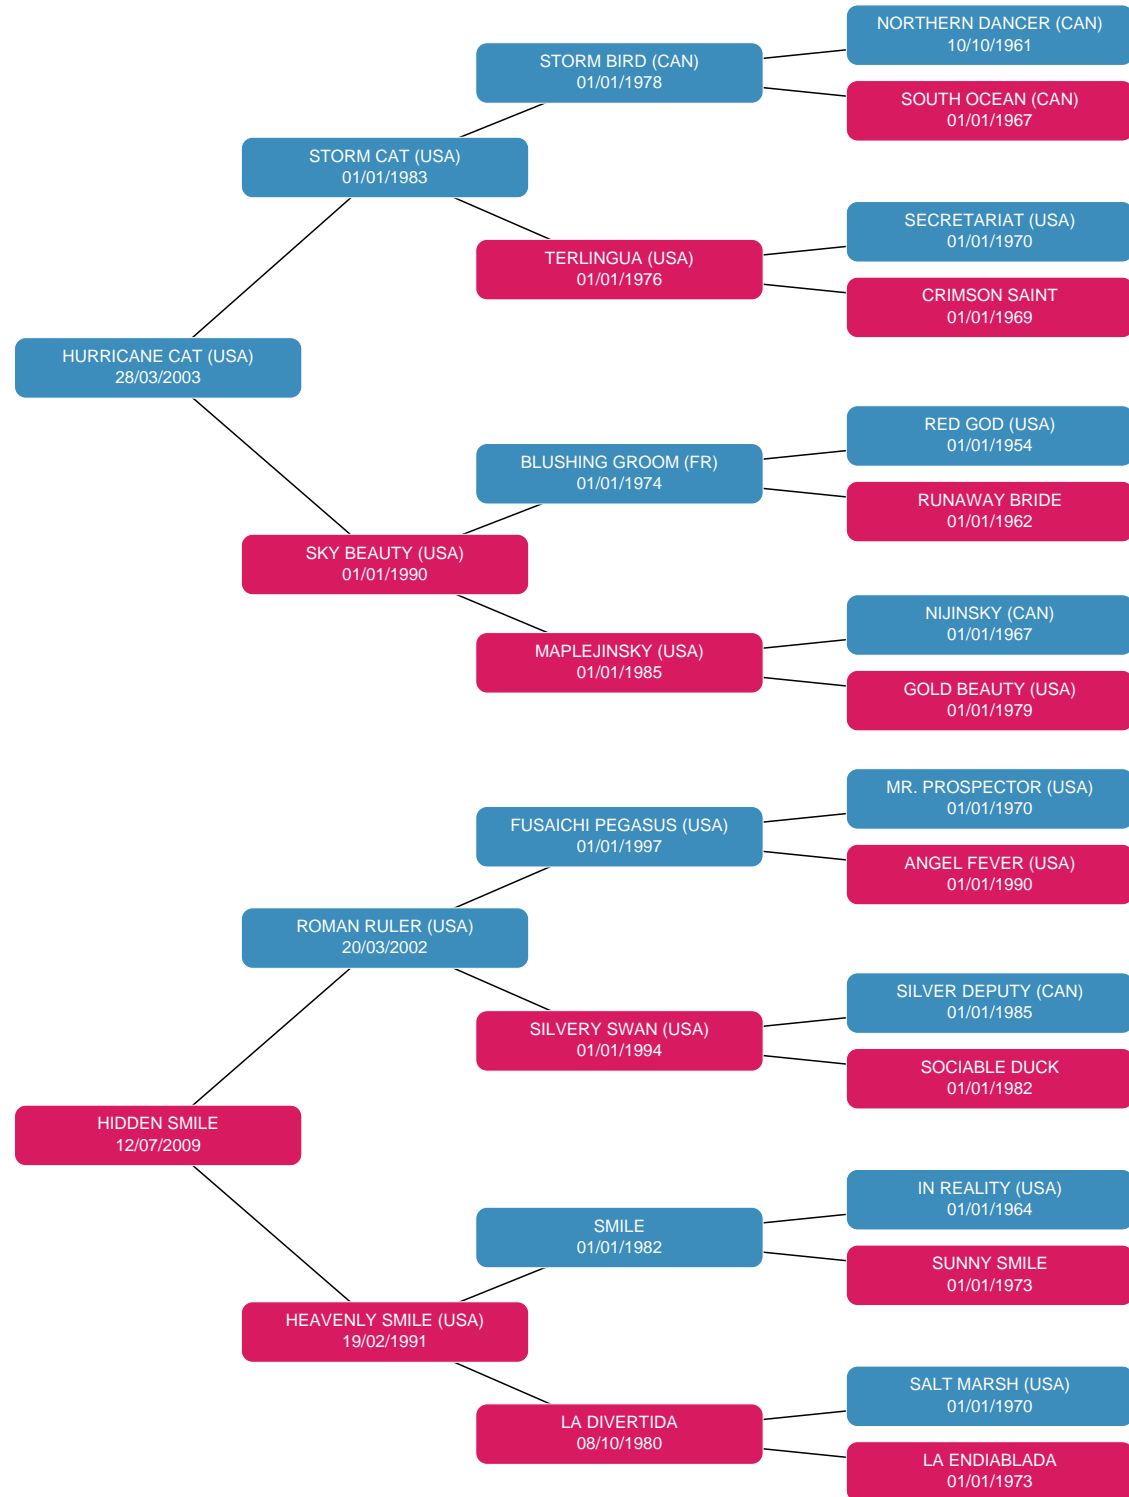 NORTHERN DANCER (CAN)
10/10/1961
STORM BIRD (CAN)
01/01/1978
SOUTH OCEAN (CAN)
01/01/1967
STORM CAT (USA)
01/01/1983
SECRETARIAT (USA)
01/01/1970
TERLINGUA (USA)
01/01/1976
CRIMSON SAINT
01/01/1969
HURRICANE CAT (USA)
28/03/2003
RED GOD (USA)
01/01/1954
BLUSHING GROOM (FR)
01/01/1974
RUNAWAY BRIDE
01/01/1962
SKY BEAUTY (USA)
01/01/1990
NIJINSKY (CAN)
01/01/1967
MAPLEJINSKY (USA)
01/01/1985
GOLD BEAUTY (USA)
01/01/1979
MR. PROSPECTOR (USA)
01/01/1970
FUSAICHI PEGASUS (USA)
01/01/1997
ANGEL FEVER (USA)
01/01/1990
ROMAN RULER (USA)
20/03/2002
SILVER DEPUTY (CAN)
01/01/1985
SILVERY SWAN (USA)
01/01/1994
SOCIABLE DUCK
01/01/1982
HIDDEN SMILE
12/07/2009
IN REALITY (USA)
01/01/1964
SMILE
01/01/1982
SUNNY SMILE
01/01/1973
HEAVENLY SMILE (USA)
19/02/1991
SALT MARSH (USA)
01/01/1970
LA DIVERTIDA
08/10/1980
LA ENDIABLADA
01/01/1973